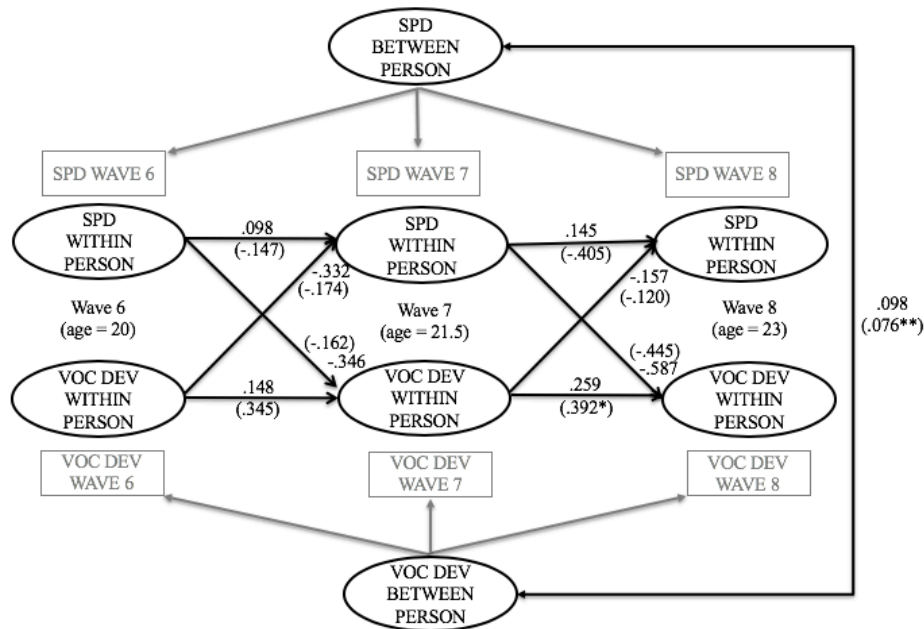 SPD
BETWEEN
PERSON
SPD WAVE 6
SPD WAVE 7
SPD WAVE 8
SPD
WITHIN
PERSON
.098
(-.147)
SPD
WITHIN
PERSON
.145
(-.405)
SPD
WITHIN
PERSON
-.332
(-.174)
-.157
(-.120)
Wave 6
(age = 20)
Wave 7
(age = 21.5)
Wave 8
(age = 23)
.098
(.076**)
(-.162)
-.346
(-.445)
-.587
VOC DEV
WITHIN
PERSON
.148
(.345)
VOC DEV
WITHIN
PERSON
.259
(.392*)
VOC DEV
WITHIN
PERSON
VOC DEV
WAVE 6
VOC DEV
WAVE 7
VOC DEV
WAVE 8
VOC DEV
BETWEEN
PERSON